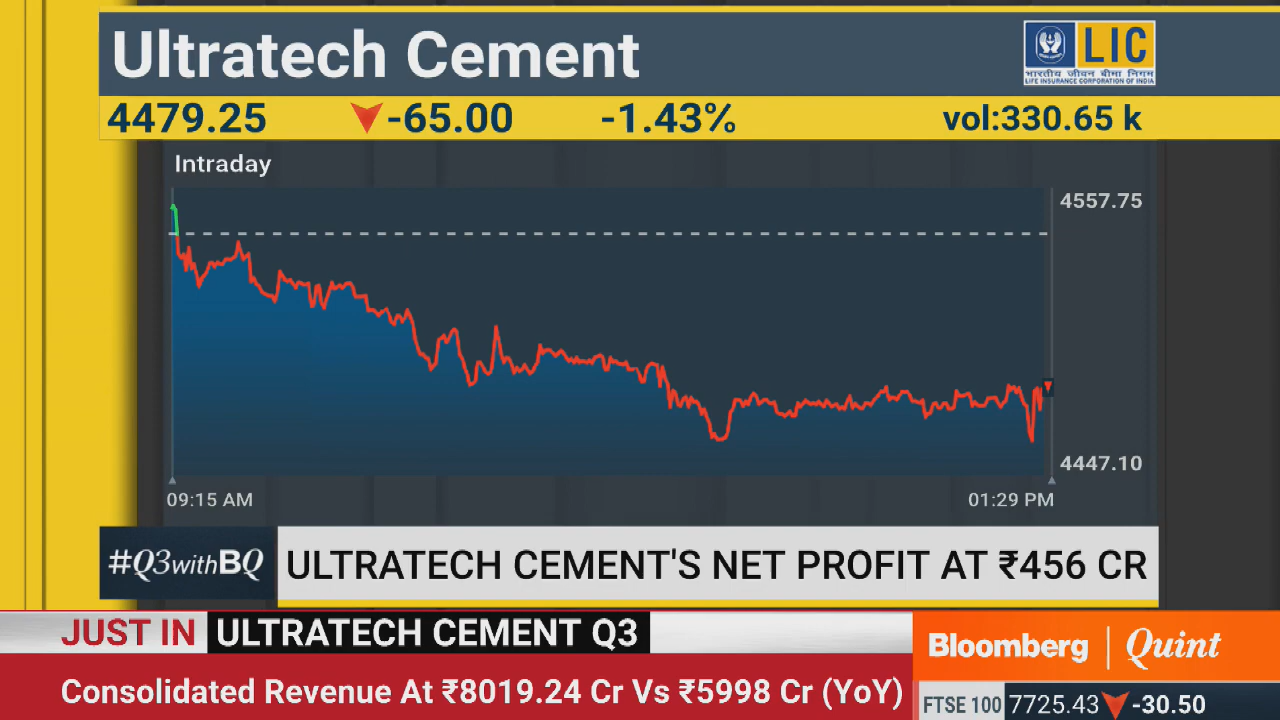 Ultratech Cement
LIC
भारतीय जीवन बीमा निगम
LIFE INSURANCE CORPORATION OF INDIA
4479.25 -65.00 -1.43% vol:330.65 k
Intraday
4557.75
4447.10
09:15 AM 01:29 PM
#Q3withBQ ULTRATECH CEMENT'S NET PROFIT AT ₹456 CR
JUST IN ULTRATECH CEMENT Q3
Bloomberg | Quint
Consolidated Revenue At ₹8019.24 Cr Vs ₹5998 Cr (YoY)
FTSE 100 7725.43 -30.50